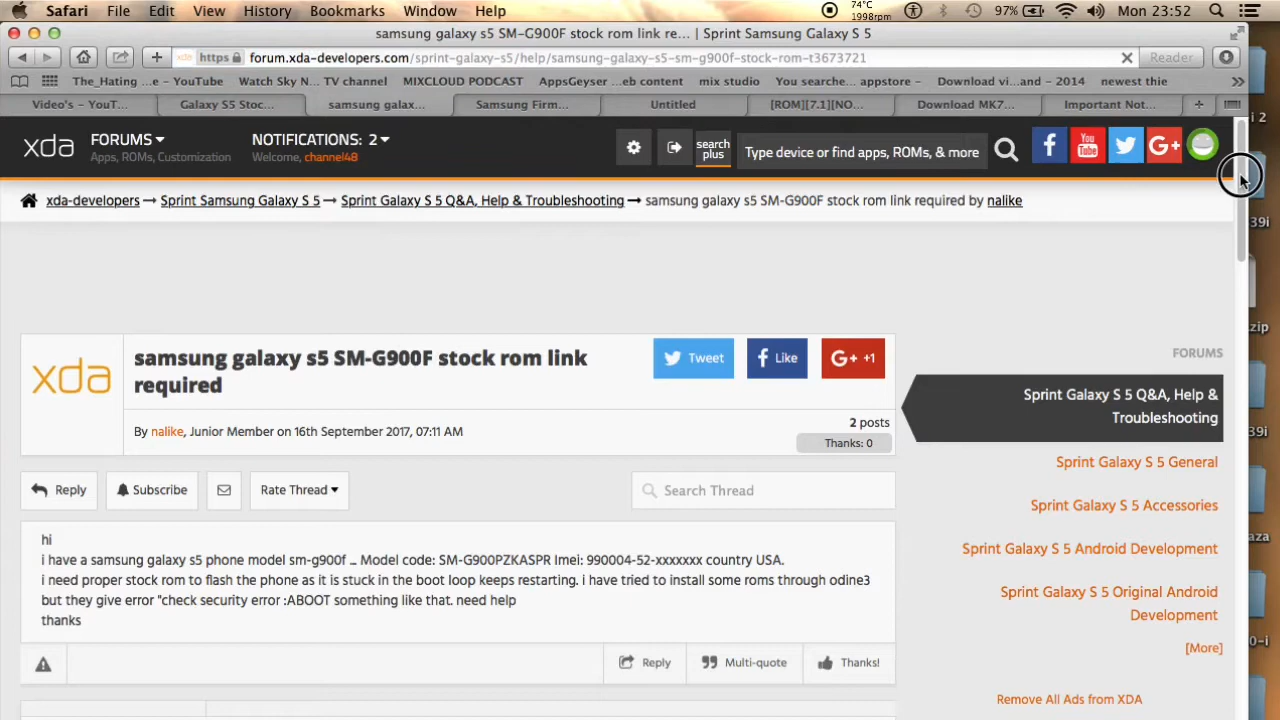 Safari File Edit View History Bookmarks Window Help 74°C 1998rpm 97% Mon 23:52
samsung galaxy s5 SM-G900F stock rom link re... | Sprint Samsung Galaxy S 5
https forum.xda-developers.com/sprint-galaxy-s5/help/samsung-galaxy-s5-sm-g900f-stock-rom-t3673721 Reader
The_Hating ...e – YouTube Watch Sky N... TV channel MIXCLOUD PODCAST AppsGeyser ...eb content mix studio You searche... appstore - Download vi...and - 2014 newest thie
Video's – YouT... Galaxy S5 Stoc... samsung galax... Samsung Firm... Untitled [ROM][7.1][NO... Download MK7... Important Not...
i 2
xda FORUMS NOTIFICATIONS: 2
Apps, ROMs, Customization Welcome, channel48
search plus Type device or find apps, ROMs, & more
You Tube G+
xda-developers → Sprint Samsung Galaxy S 5 → Sprint Galaxy S 5 Q&A, Help & Troubleshooting → samsung galaxy s5 SM-G900F stock rom link required by nalike
39i
zip
xda
samsung galaxy s5 SM-G900F stock rom link
required
Tweet Like G+ +1
By nalike, Junior Member on 16th September 2017, 07:11 AM
2 posts
Thanks: 0
FORUMS
Sprint Galaxy S 5 Q&A, Help &
Troubleshooting
39i
Sprint Galaxy S 5 General
Reply Subscribe Rate Thread Search Thread
Sprint Galaxy S 5 Accessories
aza
Sprint Galaxy S 5 Android Development
Sprint Galaxy S 5 Original Android
Development
0-i
[More]
hi
i have a samsung galaxy s5 phone model sm-g900f ... Model code: SM-G900PZKASPR Imei: 990004-52-xxxxxxx country USA.
i need proper stock rom to flash the phone as it is stuck in the boot loop keeps restarting. i have tried to install some roms through odine3
but they give error "check security error :ABOOT something like that. need help
thanks
Reply Multi-quote Thanks!
Remove All Ads from XDA